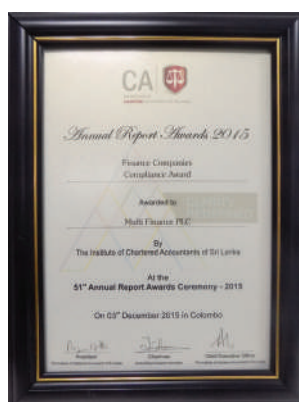 CA
Annual Report Awards 2015
Finance Companies
Compliance Award
Awarded to
Multi Finance PLC
By
The Institute of Chartered Accountants of Sri Lanka
At the
51st Annual Report Awards Ceremony - 2015
On 03rd December 2015 in Colombo
President
Chairman
Chief Executive Officer